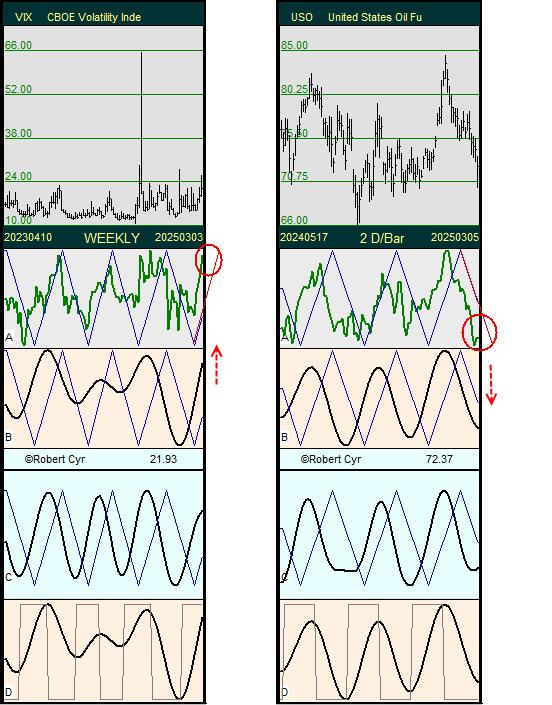 VIX CBOE Volatility Inde
66.00
52.00
38.00
24.00
10.00
20230410 WEEKLY 20250303
A
B
©Robert Cyr 21.93
C
D
USO United States Oil Fu
85.00
80.25
75.50
70.75
66.00
20240517 2 D/Bar 20250305
A
B
©Robert Cyr 72.37
C
D